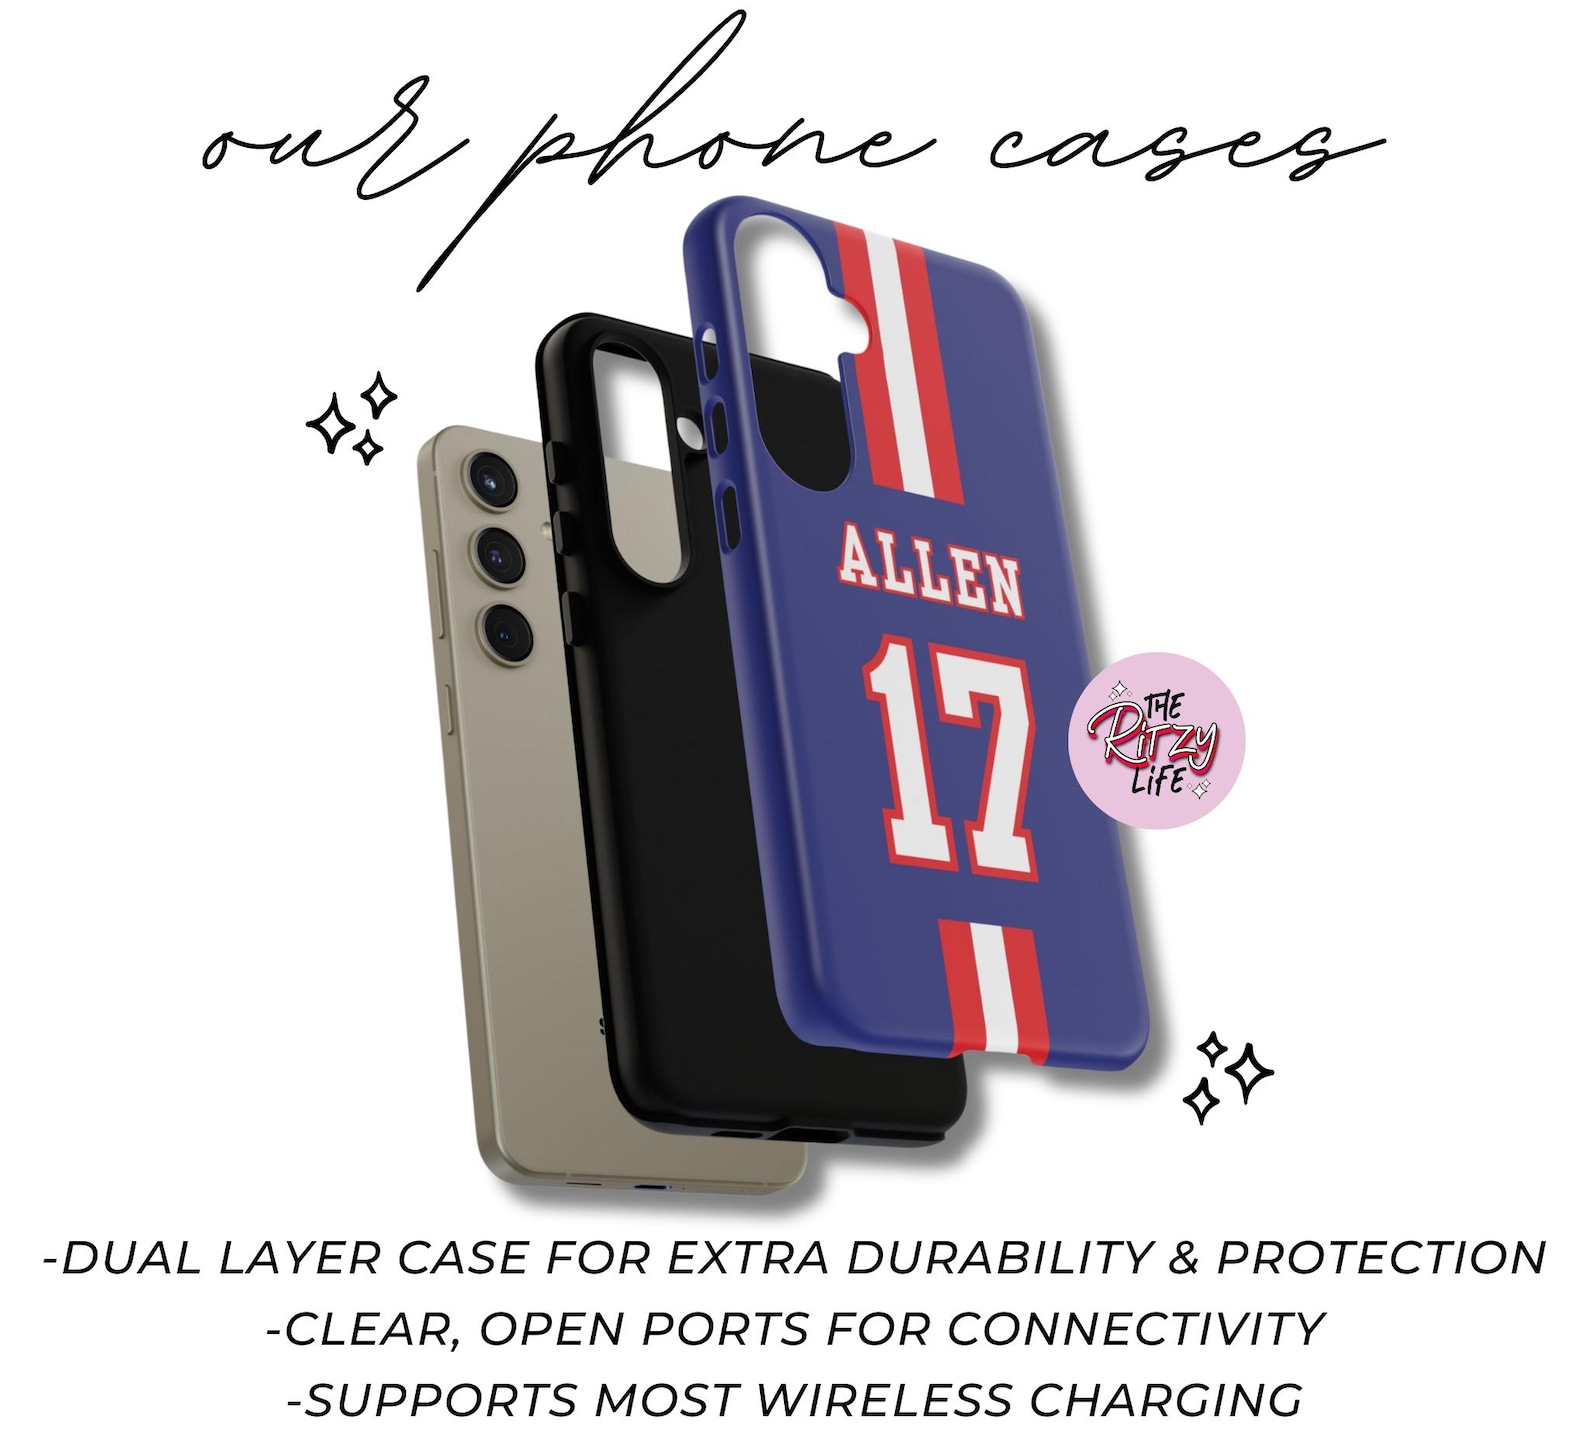 our phone cases
ALLEN
17
THE
RiTZY
LiFE
-DUAL LAYER CASE FOR EXTRA DURABILITY & PROTECTION
-CLEAR, OPEN PORTS FOR CONNECTIVITY
-SUPPORTS MOST WIRELESS CHARGING